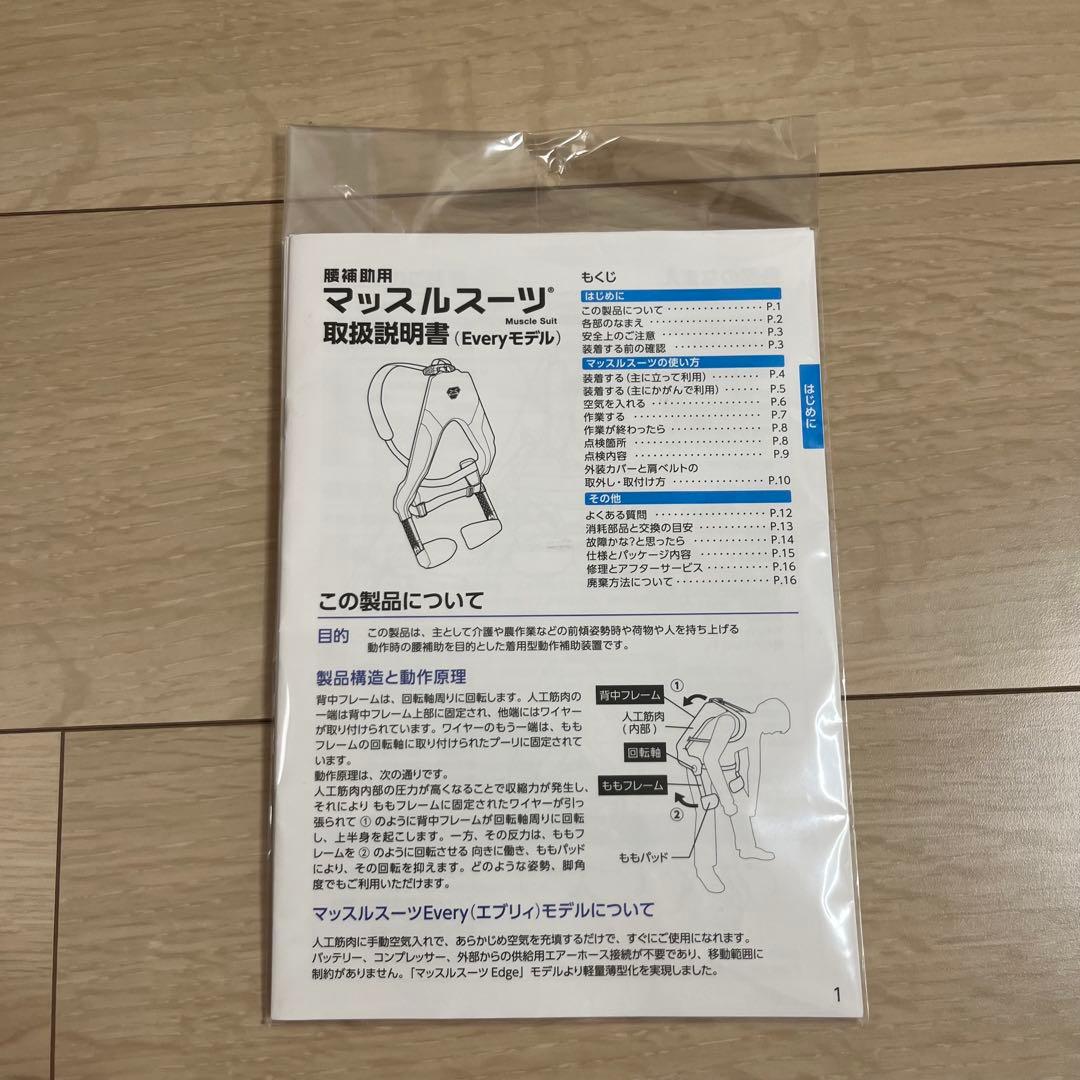 腰補助用
マッスルスーツ®
Muscle Suit
取扱説明書(Everyモデル)
もくじ
はじめに
この製品について ・・・・・・・・・・・・・・・ P.1
各部のなまえ ・・・・・・・・・・・・・・・・・・ P.2
安全上のご注意 ・・・・・・・・・・・・・・・・ P.3
装着する前の確認 ・・・・・・・・・・・・・・ P.3
マッスルスーツの使い方
装着する(主に立って利用) ・・・・・・・・ P.4
装着する(主にかがんで利用) ・・・・・・ P.5
空気を入れる ・・・・・・・・・・・・・・・・・・ P.6
作業する ・・・・・・・・・・・・・・・・・・・・・・ P.7
作業が終わったら ・・・・・・・・・・・・・・ P.8
点検箇所 ・・・・・・・・・・・・・・・・・・・・・・ P.8
点検内容 ・・・・・・・・・・・・・・・・・・・・・・ P.9
外装カバーと肩ベルトの
取外し・取付け方 ・・・・・・・・・・・・・・ P.10
その他
よくある質問 ・・・・・・・・・・・・・・・・・・ P.12
消耗部品と交換の目安 ・・・・・・・・・・ P.13
故障かな?と思ったら ・・・・・・・・・・ P.14
仕様とパッケージ内容 ・・・・・・・・・・ P.15
修理とアフターサービス ・・・・・・・・・ P.16
廃棄方法について ・・・・・・・・・・・・・・ P.16
はじめに
この製品について
目的
この製品は、主として介護や農作業などの前傾姿勢時や荷物や人を持ち上げる
動作時の腰補助を目的とした着用型動作補助装置です。
製品構造と動作原理
背中フレームは、回転軸周りに回転します。人工筋肉の
一端は背中フレーム上部に固定され、他端にはワイヤー
が取り付けられています。ワイヤーのもう一端は、もも
フレームの回転軸に取り付けられたプーリに固定されて
います。
動作原理は、次の通りです。
人工筋肉内部の圧力が高くなることで収縮力が発生し、
それにより ももフレームに固定されたワイヤーが引っ
張られて ① のように背中フレームが回転軸周りに回転
し、上半身を起こします。一方、その反力は、ももフ
レームを ② のように回転させる 向きに働き、ももパッド
により、その回転を抑えます。どのような姿勢、脚角
度でもご利用いただけます。
①
背中フレーム
人工筋肉
(内部)
回転軸
ももフレーム
②
ももパッド
マッスルスーツEvery(エブリィ)モデルについて
人工筋肉に手動空気入れで、あらかじめ空気を充填するだけで、すぐにご使用になれます。
バッテリー、コンプレッサー、外部からの供給用エアーホース接続が不要であり、移動範囲に
制約がありません。「マッスルスーツ Edge」モデルより軽量薄型化を実現しました。
1